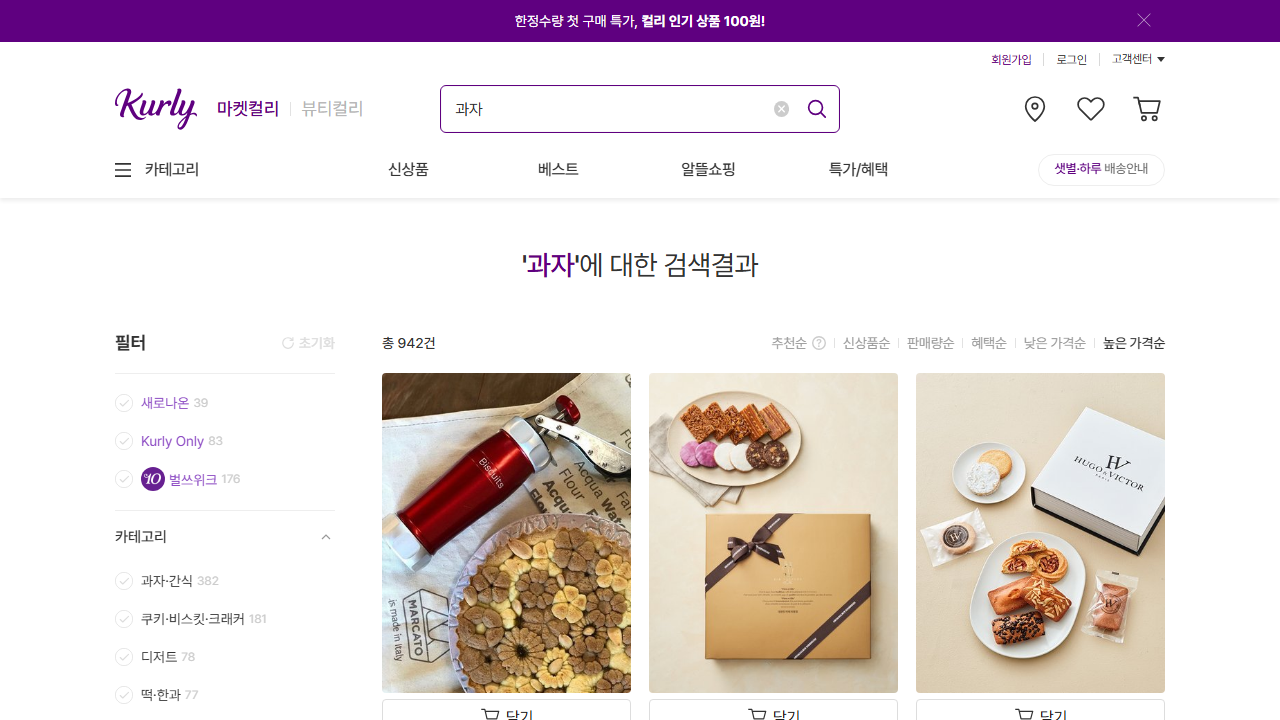 한정수량 첫 구매 특가, 컬리 인기 상품 100원!
회원가입 로그인 고객센터
Kurly 마켓컬리 뷰티컬리 과자
카테고리 신상품 베스트 알뜰쇼핑 특가/혜택 샛별·하루 배송안내
'과자'에 대한 검색결과
필터 초기화
총 942건 추천순 신상품순 판매량순 혜택순 낮은 가격순 높은 가격순
새로나온 39
Kurly Only 83
벌쓰위크 176
카테고리
과자·간식 382
쿠키·비스킷·크래커 181
디저트 78
떡·한과 77
Biscuits
Flour
Acqua
Flour
Acqua
MARCATO
is made in Italy
HUGO & VICTOR
PARIS
담기
담기
담기